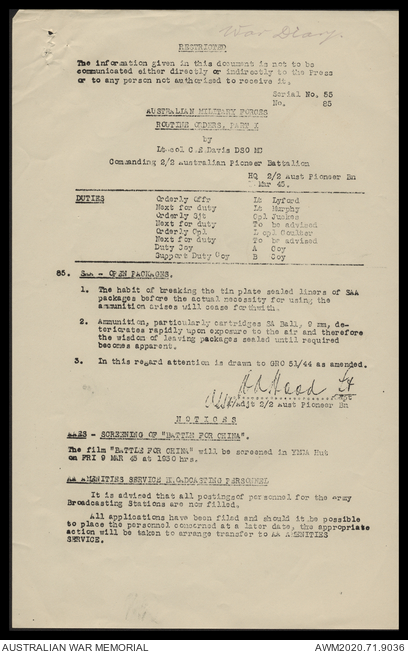 War Diary.
RESTRICTED
The information given in this document is not to be
communicated either directly or indirectly to the Press
or to any person not authorised to receive it.
Serial No. 55
No. 85
AUSTRALIAN MILITARY FORCES
ROUTINE ORDERS, PART X
by
Lt-col C E Davis DSO MC
Commanding 2/2 Australian Pioneer Battalion
HQ 2/2 Aust Pioneer Bn
Mar 45.
DUTIES
Orderly Offr Lt Lyford
Next for duty Lt Murphy
Orderly Sjt Cpl Juskes
Next for duty To be advised
Orderly Cpl L Cpl Coulter
Next for duty To be advised
Duty Coy A Coy
Support Duty Coy B Coy
85. SAA - OPEN PACKAGES.
1. The habit of breaking the tin plate sealed liners of SAA
packages before the actual necessity for using the
ammunition arises will cease forthwith.
2. Ammunition, particularly cartridges SA Ball, 9 mm, de-
teriorates rapidly upon exposure to the air and therefore
the wisdom of leaving packages sealed until required
becomes apparent.
3. In this regard attention is drawn to GRO 51/44 as amended.
Hood Lt
Adjt 2/2 Aust Pioneer Bn
NOTICES
AAES - SCREENING OF "BATTLE FOR CHINA".
The film "BATTLE FOR CHINA" will be screened in YMCA Hut
on FRI 9 MAR 45 at 1930 hrs.
AA AMENITIES SERVICE BROADCASTING PERSONNEL
It is advised that all postings of personnel for the army
Broadcasting Stations are now filled.
All applications have been filed and should it be possible
to place the personnel concerned at a later date, the appropriate
action will be taken to arrange transfer to AA AMENITIES
SERVICE.
AUSTRALIAN WAR MEMORIAL
AWM2020.71.9036